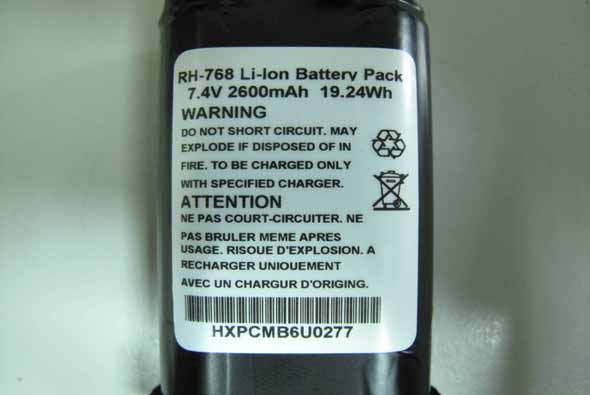 RH-768 Li-Ion Battery Pack
7.4V 2600mAh 19.24Wh
WARNING
DO NOT SHORT CIRCUIT. MAY
EXPLODE IF DISPOSED OF IN
FIRE. TO BE CHARGED ONLY
WITH SPECIFIED CHARGER.
ATTENTION
NE PAS COURT-CIRCUITER. NE
PAS BRULER MEME APRES
USAGE. RISOUE D'EXPLOSION. A
RECHARGER UNIOUEMENT
AVEC UN CHARGUR D'ORIGING.
HXPCMB6U0277